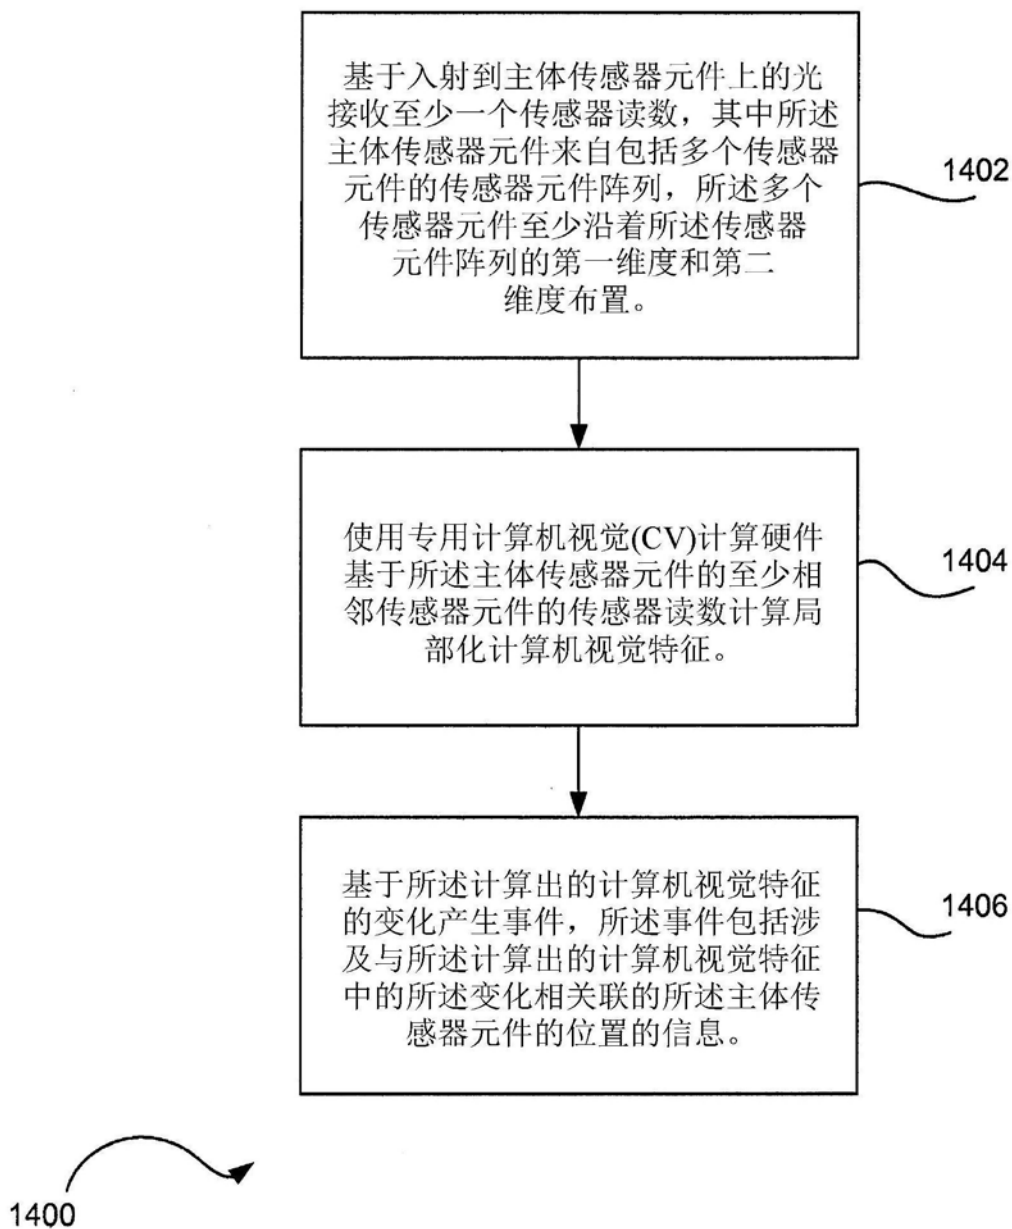 基于入射到主体传感器元件上的光
接收至少一个传感器读数，其中所述
主体传感器元件来自包括多个传感器
元件的传感器元件阵列，所述多个
传感器元件至少沿着所述传感器
元件阵列的第一维度和第二
维度布置。
1402
使用专用计算机视觉(CV)计算硬件
基于所述主体传感器元件的至少相
邻传感器元件的传感器读数计算局
部化计算机视觉特征。
1404
基于所述计算出的计算机视觉特征
的变化产生事件，所述事件包括涉
及与所述计算出的计算机视觉特征
中的所述变化相关联的所述主体传
感器元件的位置的信息。
1406
1400